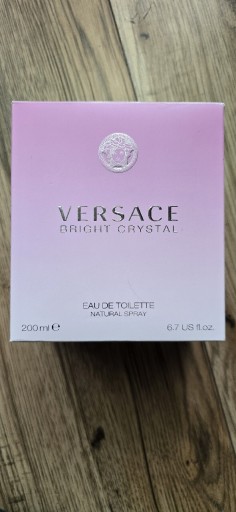 VERSACE
BRIGHT CRYSTAL
EAU DE TOILETTE
NATURAL SPRAY
200 ml ℮ 6.7 US fl.oz.